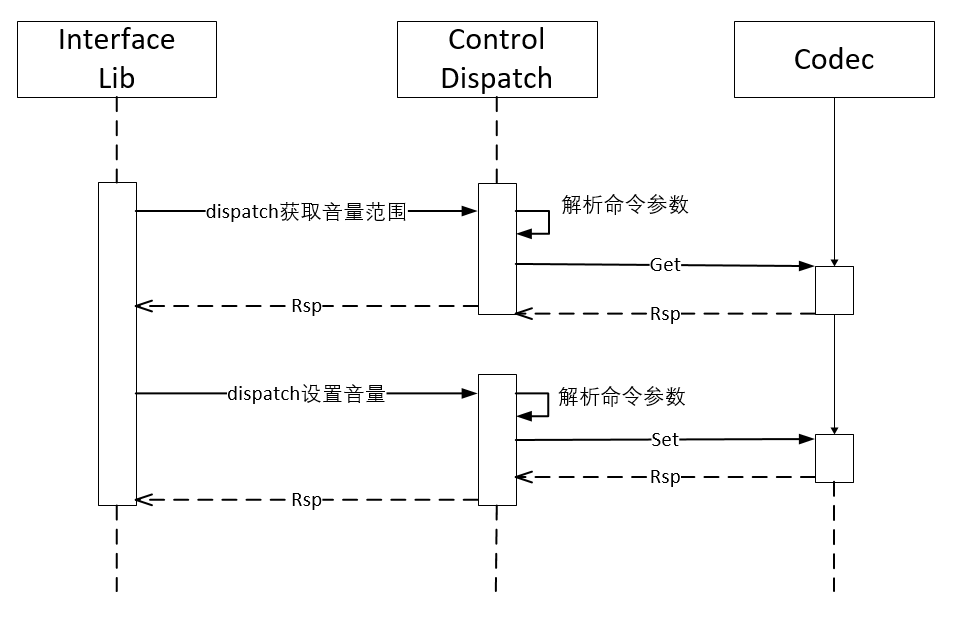 Interface
Lib
Control
Dispatch
Codec
dispatch获取音量范围
解析命令参数
Get
Rsp
Rsp
dispatch设置音量
解析命令参数
Set
Rsp
Rsp